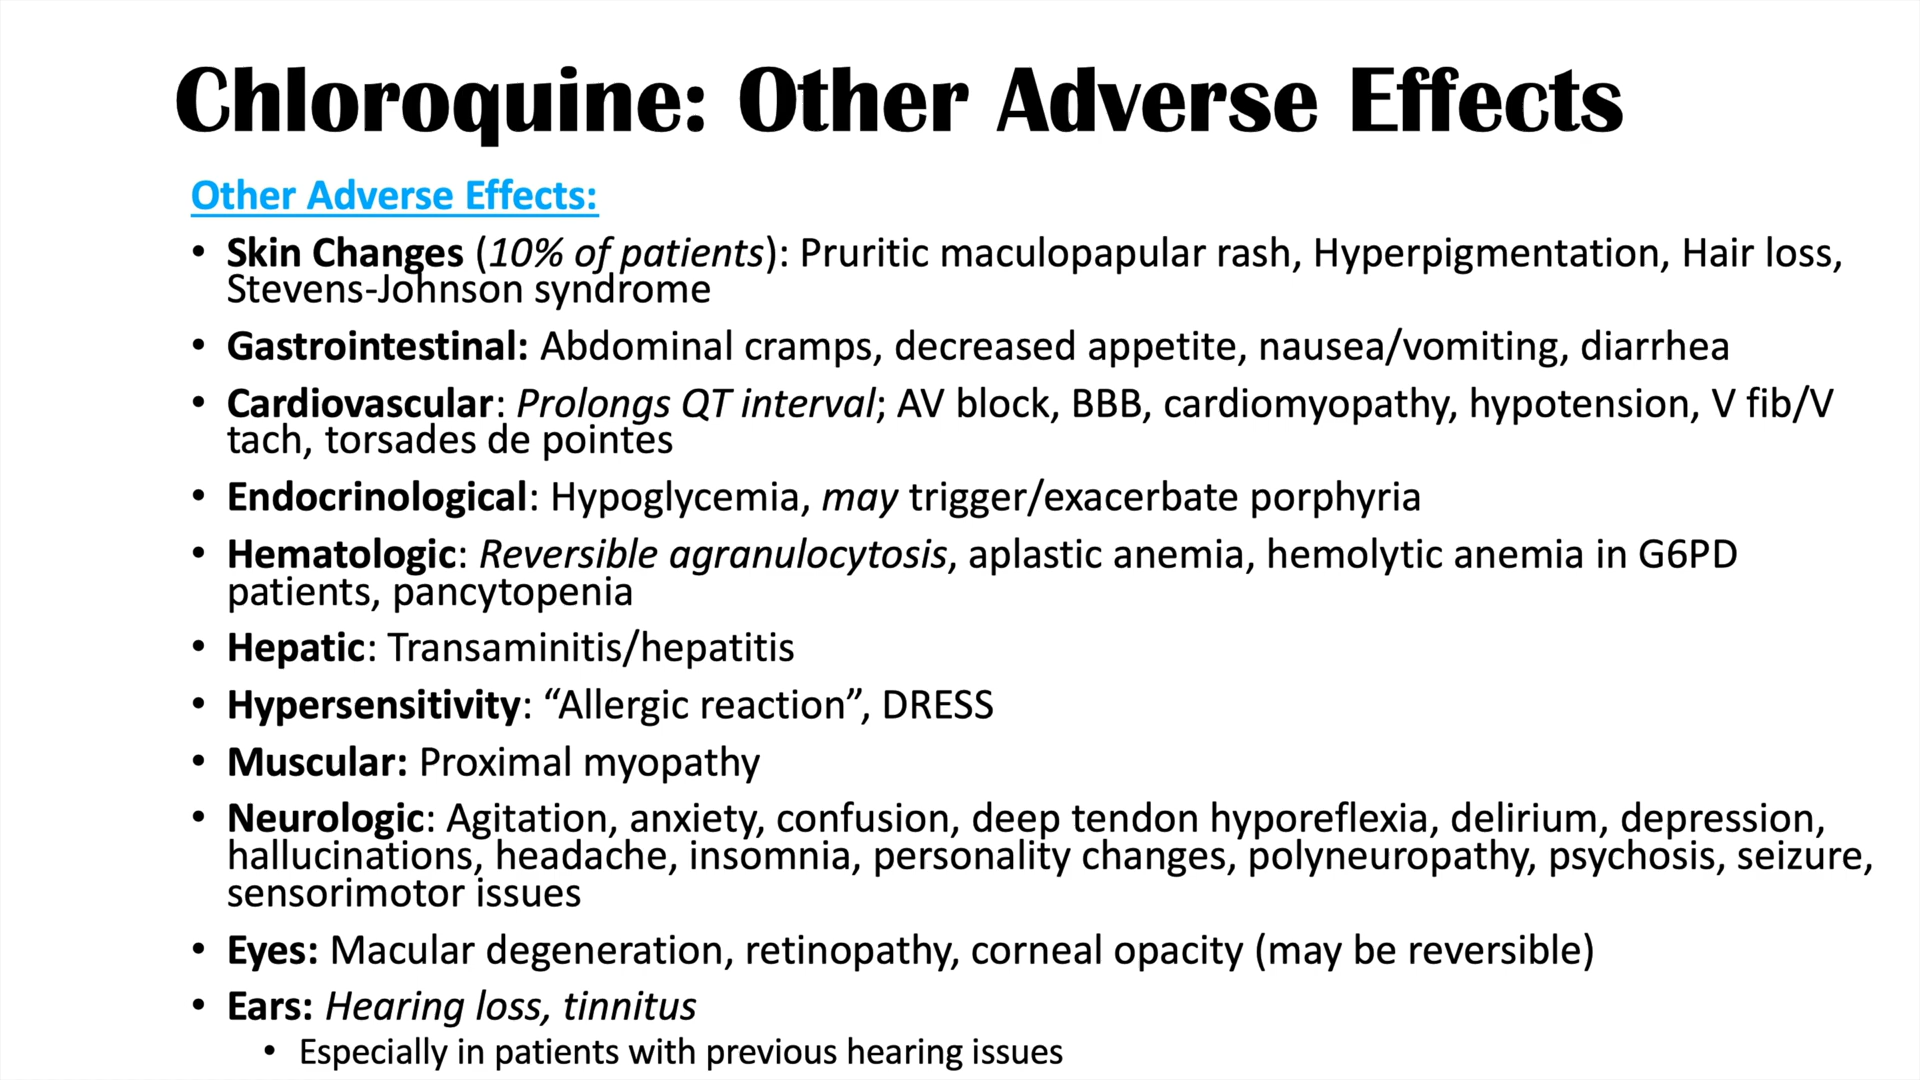 Chloroquine: Other Adverse Effects
Other Adverse Effects:
• Skin Changes (10% of patients): Pruritic maculopapular rash, Hyperpigmentation, Hair loss,
Stevens-Johnson syndrome
• Gastrointestinal: Abdominal cramps, decreased appetite, nausea/vomiting, diarrhea
• Cardiovascular: Prolongs QT interval; AV block, BBB, cardiomyopathy, hypotension, V fib/V
tach, torsades de pointes
• Endocrinological: Hypoglycemia, may trigger/exacerbate porphyria
• Hematologic: Reversible agranulocytosis, aplastic anemia, hemolytic anemia in G6PD
patients, pancytopenia
• Hepatic: Transaminitis/hepatitis
• Hypersensitivity: “Allergic reaction”, DRESS
• Muscular: Proximal myopathy
• Neurologic: Agitation, anxiety, confusion, deep tendon hyporeflexia, delirium, depression,
hallucinations, headache, insomnia, personality changes, polyneuropathy, psychosis, seizure,
sensorimotor issues
• Eyes: Macular degeneration, retinopathy, corneal opacity (may be reversible)
• Ears: Hearing loss, tinnitus
• Especially in patients with previous hearing issues